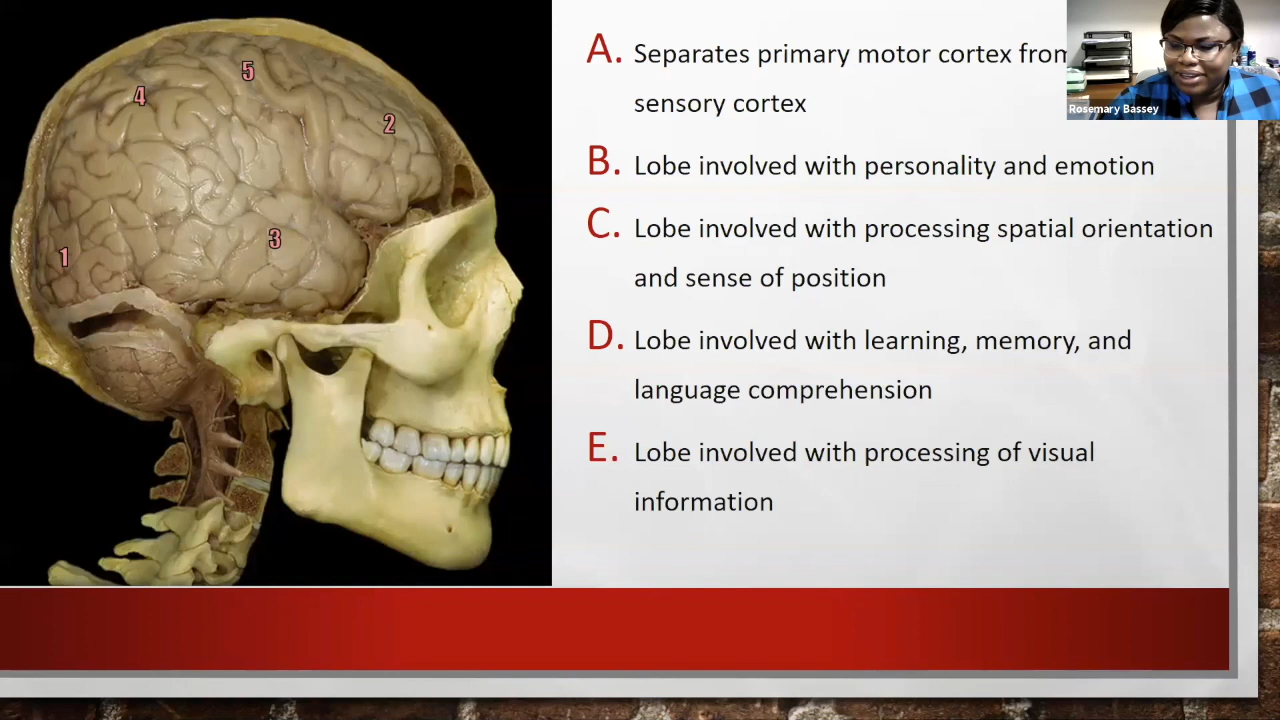 5
4
2
3
1
A. Separates primary motor cortex from
sensory cortex
B. Lobe involved with personality and emotion
C. Lobe involved with processing spatial orientation
and sense of position
D. Lobe involved with learning, memory, and
language comprehension
E. Lobe involved with processing of visual
information
Rosemary Bassey